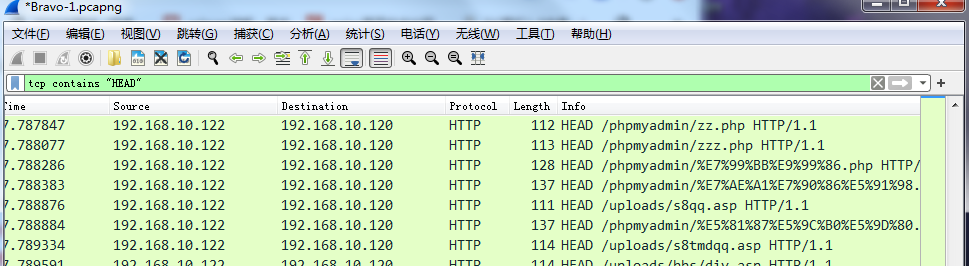 *Bravo-1.pcapng
文件(F) 编辑(E) 视图(V) 跳转(G) 捕获(C) 分析(A) 统计(S) 电话(Y) 无线(W) 工具(T) 帮助(H)
tcp contains "HEAD"
Time Source Destination Protocol Length Info
7.787847 192.168.10.122 192.168.10.120 HTTP 112 HEAD /phpmyadmin/zz.php HTTP/1.1
7.788077 192.168.10.122 192.168.10.120 HTTP 113 HEAD /phpmyadmin/zzz.php HTTP/1.1
7.788286 192.168.10.122 192.168.10.120 HTTP 128 HEAD /phpmyadmin/%E7%99%BB%E9%99%86.php HTTP/
7.788383 192.168.10.122 192.168.10.120 HTTP 137 HEAD /phpmyadmin/%E7%AE%A1%E7%90%86%E5%91%98.
7.788876 192.168.10.122 192.168.10.120 HTTP 111 HEAD /uploads/s8qq.asp HTTP/1.1
7.788884 192.168.10.122 192.168.10.120 HTTP 137 HEAD /phpmyadmin/%E5%81%87%E5%9C%B0%E5%9D%80.
7.789334 192.168.10.122 192.168.10.120 HTTP 114 HEAD /uploads/s8tmdqq.asp HTTP/1.1
7.789591 192.168.10.122 192.168.10.120 HTTP 114 HEAD /uploads/bbs/diy.asp HTTP/1.1